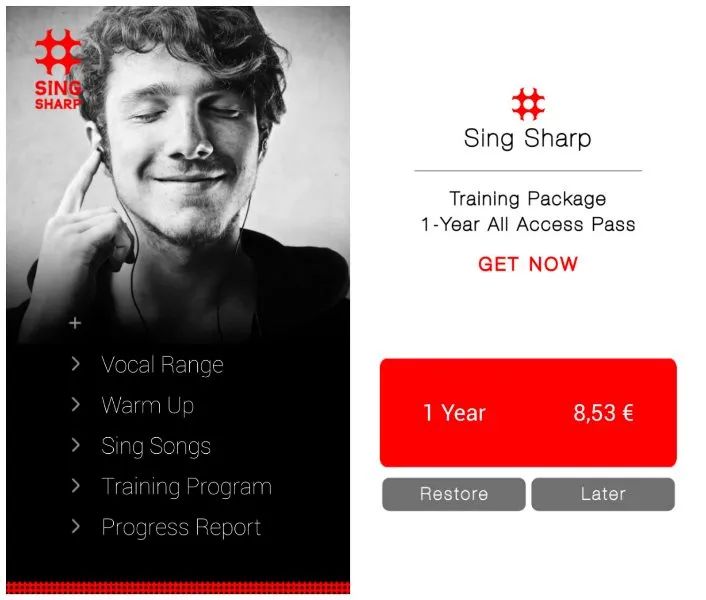 SING
SHARP
+
Vocal Range
Warm Up
Sing Songs
Training Program
Progress Report
Sing Sharp
Training Package
1-Year All Access Pass
GET NOW
1 Year 8,53 €
Restore Later